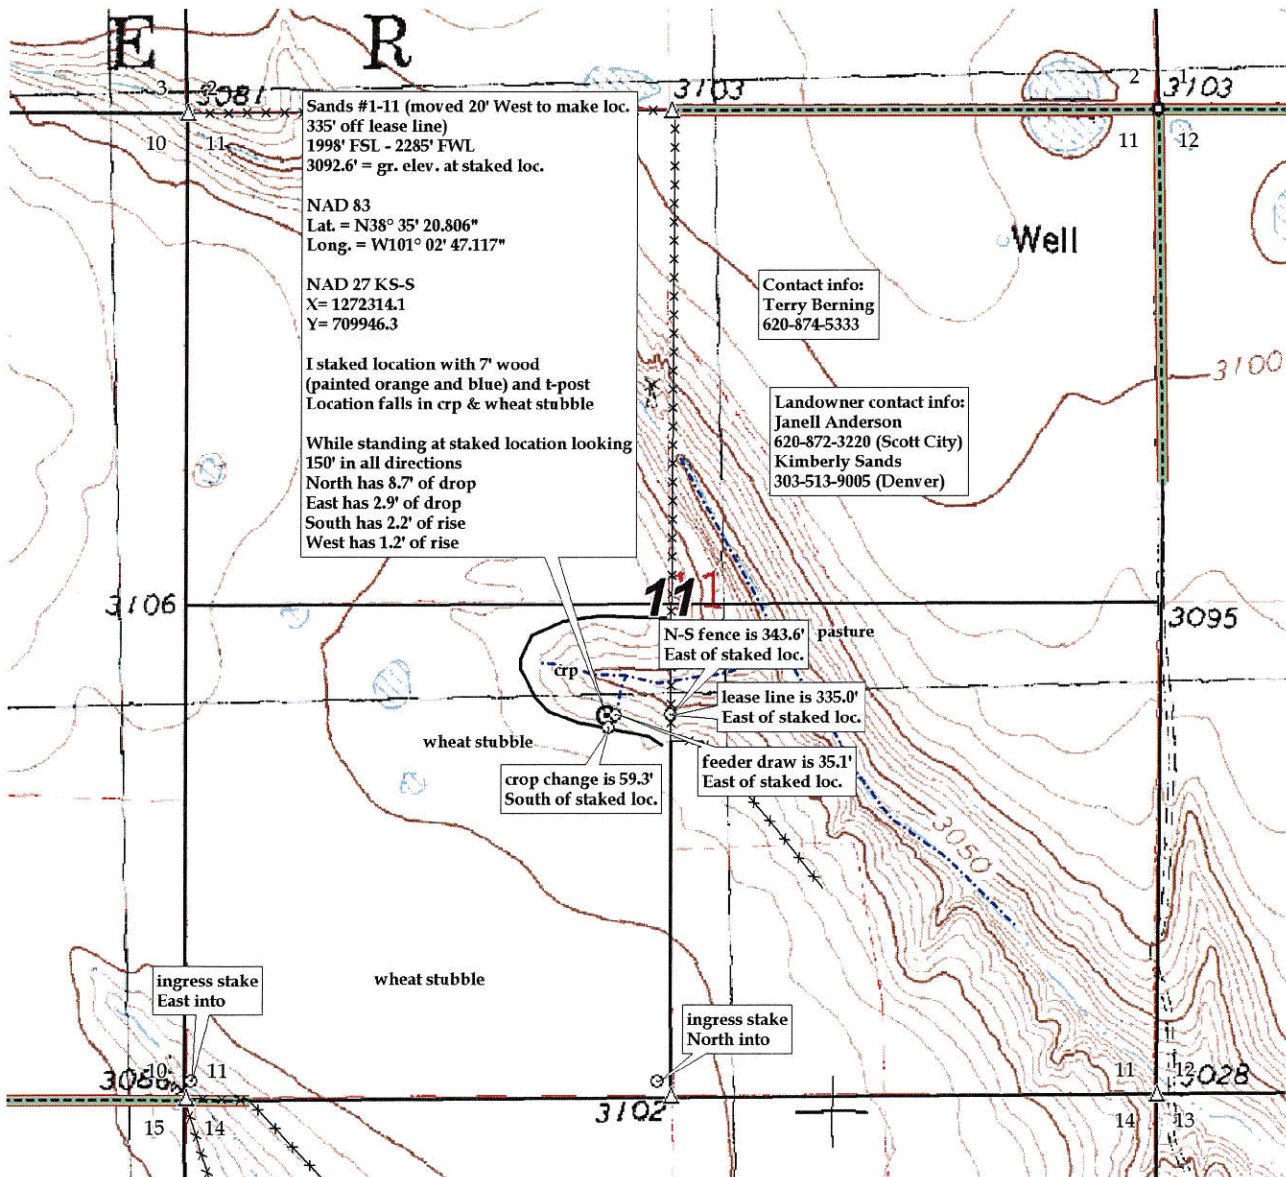 E R
3 2
3081
3103
2 1
3103
10 11
11 12
Sands #1-11 (moved 20' West to make loc.
335' off lease line)
1998' FSL - 2285' FWL
3092.6' = gr. elev. at staked loc.
NAD 83
Lat. = N38° 35' 20.806"
Long. = W101° 02' 47.117"
NAD 27 KS-S
X= 1272314.1
Y= 709946.3
I staked location with 7' wood
(painted orange and blue) and t-post
Location falls in crp & wheat stubble
While standing at staked location looking
150' in all directions
North has 8.7' of drop
East has 2.9' of drop
South has 2.2' of rise
West has 1.2' of rise
Well
Contact info:
Terry Berning
620-874-5333
3100
Landowner contact info:
Janell Anderson
620-872-3220 (Scott City)
Kimberly Sands
303-513-9005 (Denver)
3106
11
11
3095
N-S fence is 343.6'
East of staked loc.
pasture
crp
lease line is 335.0'
East of staked loc.
wheat stubble
feeder draw is 35.1'
East of staked loc.
crop change is 59.3'
South of staked loc.
3050
wheat stubble
ingress stake
East into
ingress stake
North into
10 11
11 12
3028
3102
15 14
14 13